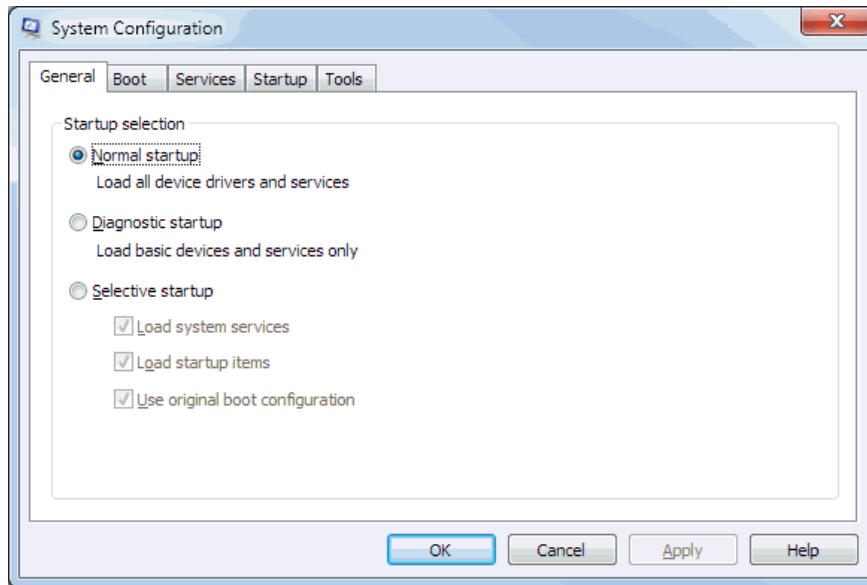 System Configuration
General Boot Services Startup Tools
Startup selection
Normal startup
Load all device drivers and services
Diagnostic startup
Load basic devices and services only
Selective startup
Load system services
Load startup items
Use original boot configuration
OK Cancel Apply Help